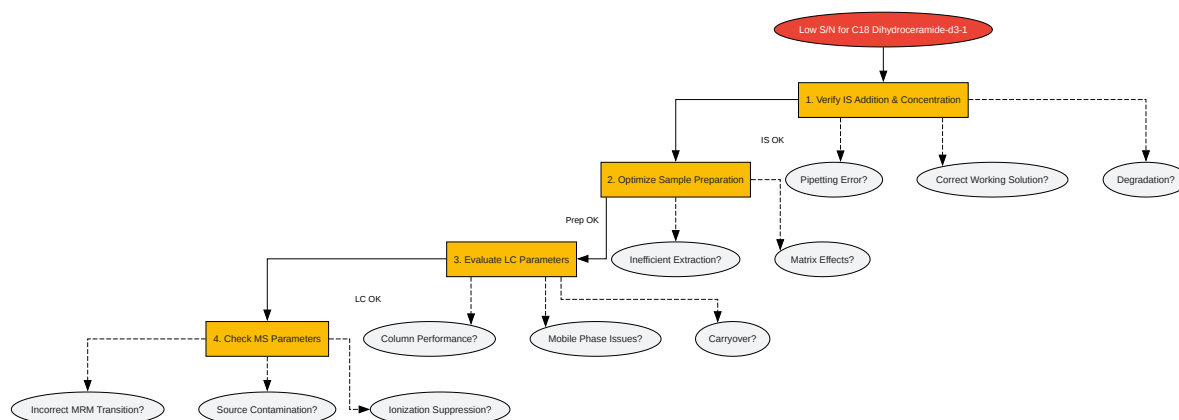 Low S/N for C18 Dihydroceramide-d3-1
1. Verify IS Addition & Concentration
IS OK
2. Optimize Sample Preparation
Pipetting Error?
Correct Working Solution?
Degradation?
Prep OK
3. Evaluate LC Parameters
Inefficient Extraction?
Matrix Effects?
LC OK
4. Check MS Parameters
Column Performance?
Mobile Phase Issues?
Carryover?
Incorrect MRM Transition?
Source Contamination?
Ionization Suppression?